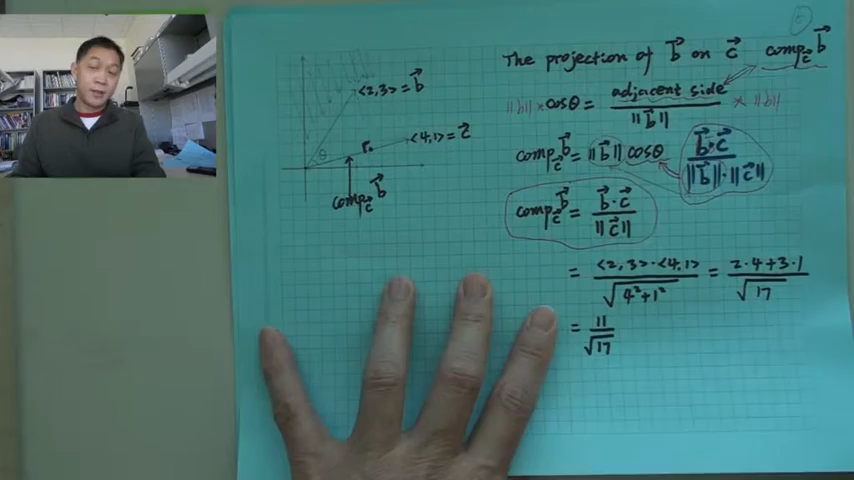 5
The projection of b⃗ on c⃗ comp_c⃗ b⃗
||b⃗|| * cosθ = adjacent side / ||b⃗|| * ||b⃗||
comp_c⃗ b⃗ = ||b⃗|| cosθ b⃗·c⃗ / ||b⃗||·||c⃗||
comp_c⃗ b⃗ = b⃗·c⃗ / ||c⃗||
= <2,3>·<4,1> / √(4²+1²) = 2·4+3·1 / √17
= 11 / √17
<2,3> = b⃗
<4,1> = c⃗
θ
comp_c⃗ b⃗